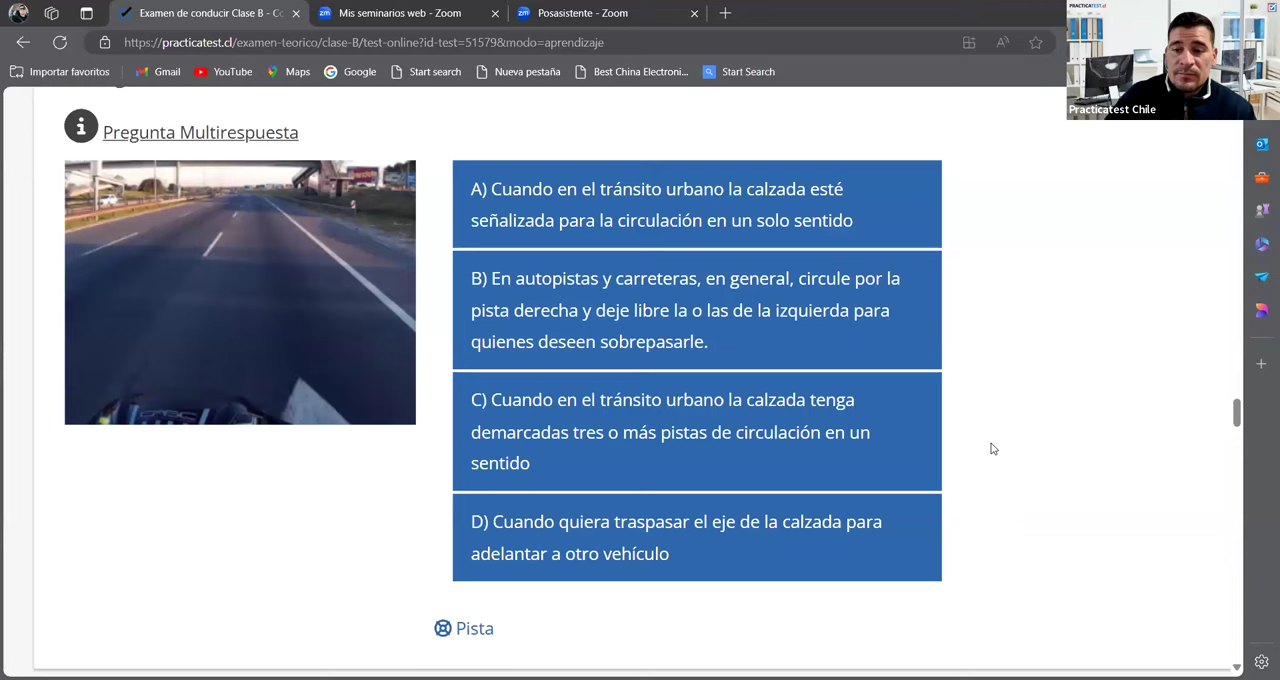 Examen de conducir Clase B - Co
Mis seminarios web - Zoom
Posasistente - Zoom
https://practicatest.cl/examen-teorico/clase-B/test-online?id-test=51579&modo=aprendizaje
Importar favoritos
Gmail
YouTube
Maps
Google
Start search
Nueva pestaña
Best China Electroni...
Start Search
PRACTICATEST.cl
Practicatest Chile
Pregunta Multirespuesta
A) Cuando en el tránsito urbano la calzada esté
señalizada para la circulación en un solo sentido
B) En autopistas y carreteras, en general, circule por la
pista derecha y deje libre la o las de la izquierda para
quienes deseen sobrepasarle.
C) Cuando en el tránsito urbano la calzada tenga
demarcadas tres o más pistas de circulación en un
sentido
D) Cuando quiera traspasar el eje de la calzada para
adelantar a otro vehículo
Pista